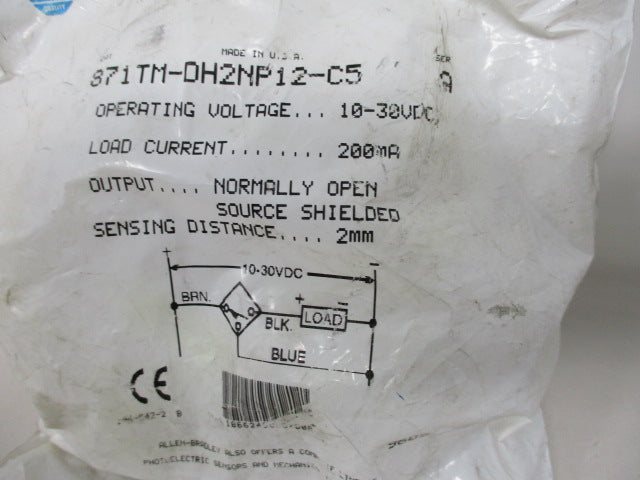 MADE IN U.S.A.
871TM-DH2NP12-C5
SER
A
OPERATING VOLTAGE... 10-30VDC
LOAD CURRENT........ 200mA
OUTPUT.... NORMALLY OPEN
SOURCE SHIELDED
SENSING DISTANCE..... 2mm
+ −
10-30VDC
BRN.
+ −
LOAD
BLK.
BLUE
CE
ALLEN-BRADLEY ALSO OFFERS A
PHOTOELECTRIC SENSORS AND